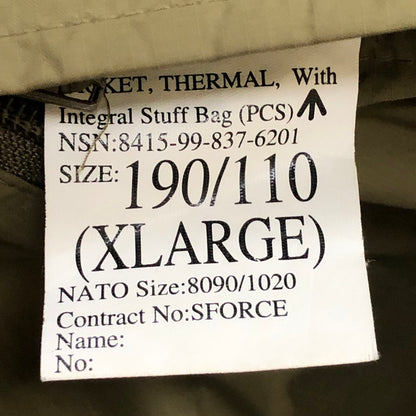 JACKET, THERMAL, With
Integral Stuff Bag (PCS)
NSN:8415-99-837-6201
SIZE: 190/110
(XLARGE)
NATO Size:8090/1020
Contract No:SFORCE
Name:
No: